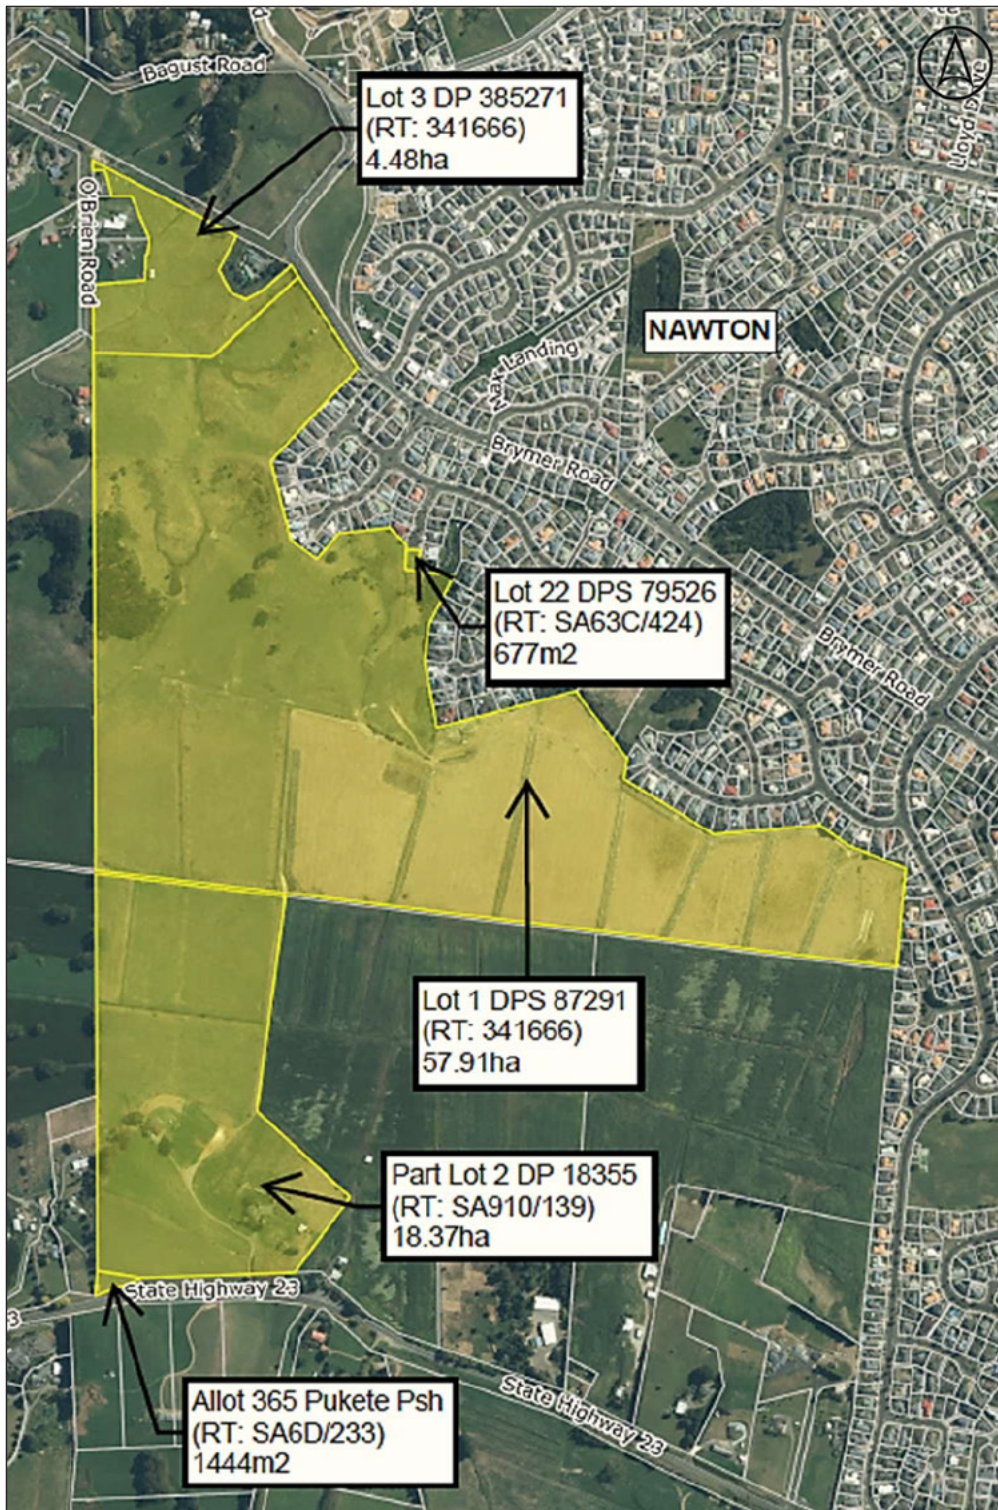 Bagust Road
Lot 3 DP 385271
(RT: 341666)
4.48ha
O'Brien Road
NAWTON
Max Landing
Brymer Road
Lot 22 DPS 79526
(RT: SA63C/424)
677m2
Brymer Road
Lot 1 DPS 87291
(RT: 341666)
57.91ha
Part Lot 2 DP 18355
(RT: SA910/139)
18.37ha
State Highway 23
State Highway 23
Allot 365 Pukete Psh
(RT: SA6D/233)
1444m2